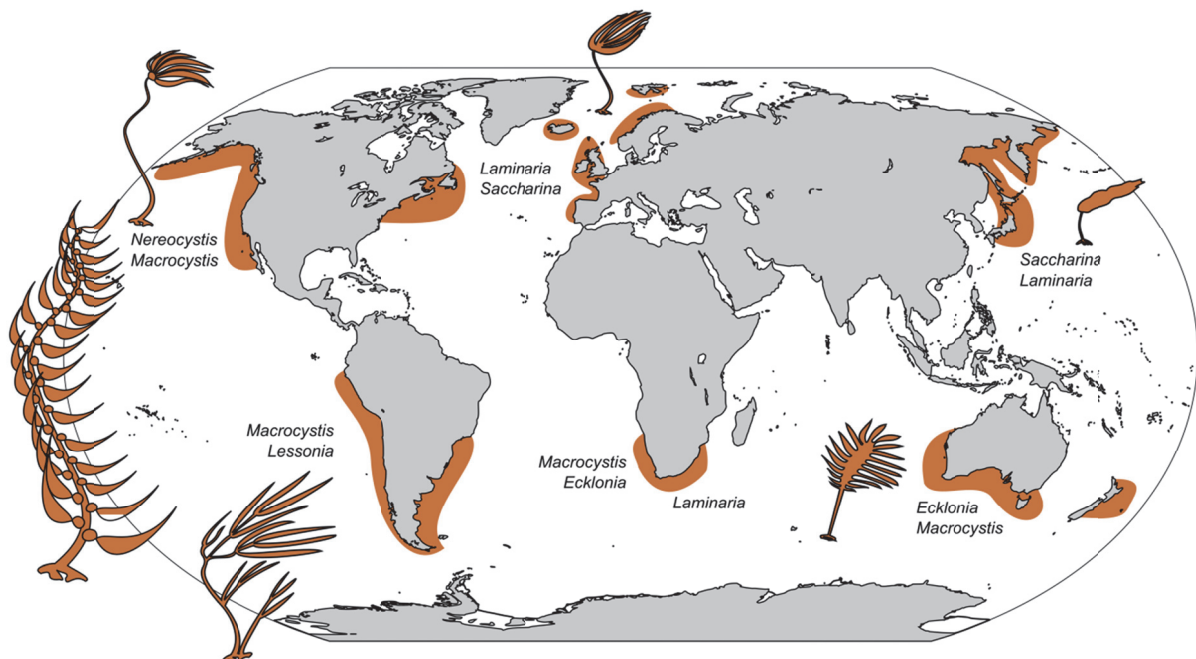 Laminaria
Saccharina
Nereocystis
Macrocystis
Saccharina
Laminaria
Macrocystis
Lessonia
Macrocystis
Ecklonia
Laminaria
Ecklonia
Macrocystis